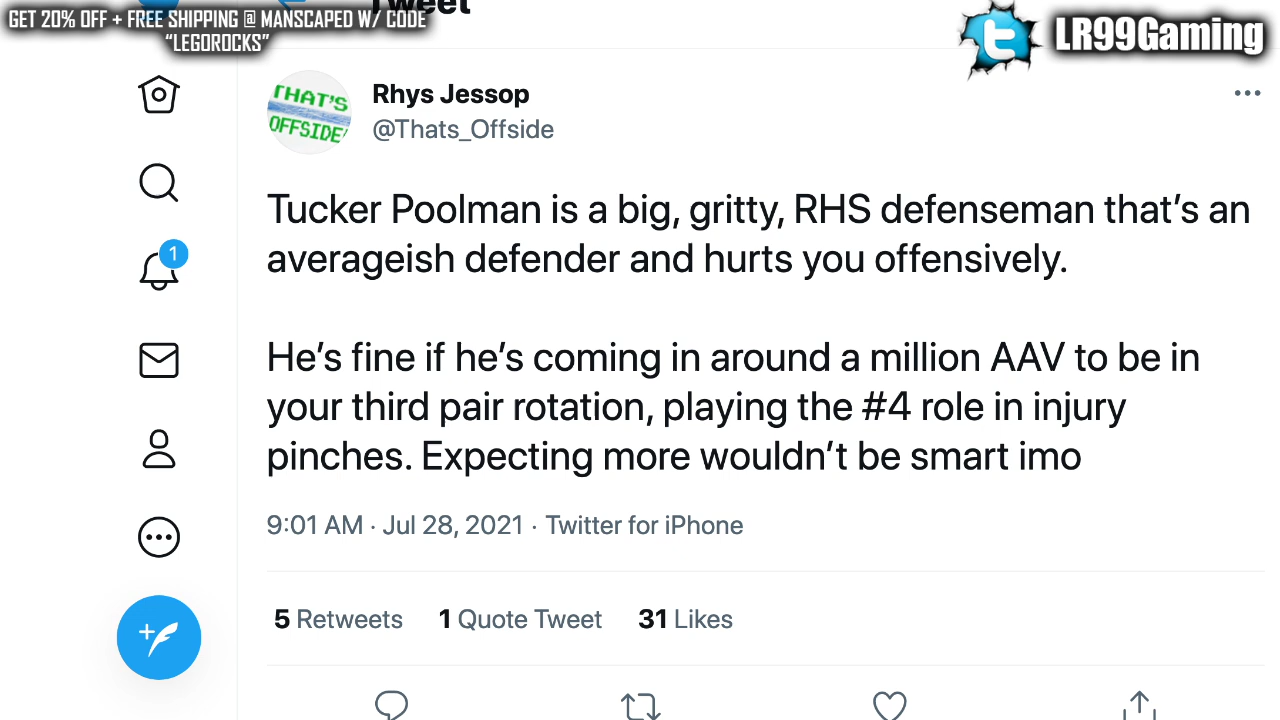 GET 20% OFF + FREE SHIPPING @ MANSCAPED W/ CODE
“LEGOROCKS”
Tweet
LR99Gaming
THAT'S
OFFSIDE!
Rhys Jessop
@Thats_Offside
1
Tucker Poolman is a big, gritty, RHS defenseman that’s an
averageish defender and hurts you offensively.
He’s fine if he’s coming in around a million AAV to be in
your third pair rotation, playing the #4 role in injury
pinches. Expecting more wouldn’t be smart imo
9:01 AM · Jul 28, 2021 · Twitter for iPhone
5 Retweets 1 Quote Tweet 31 Likes